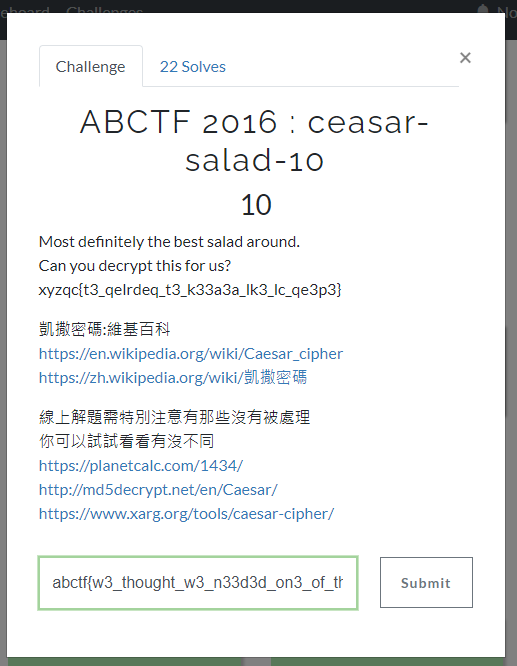 Challenges
No
Challenge
22 Solves
×
ABCTF 2016 : ceasar-
salad-10
10
Most definitely the best salad around.
Can you decrypt this for us?
xyzqc{t3_qelrdeq_t3_k33a3a_lk3_lc_qe3p3}
凱撒密碼:維基百科
https://en.wikipedia.org/wiki/Caesar_cipher
https://zh.wikipedia.org/wiki/凱撒密碼
線上解題需特別注意有那些沒有被處理
你可以試試看看有沒不同
https://planetcalc.com/1434/
http://md5decrypt.net/en/Caesar/
https://www.xarg.org/tools/caesar-cipher/
abctf{w3_thought_w3_n33d3d_on3_of_th
Submit